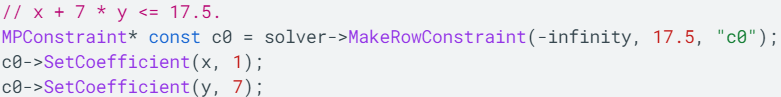 // x + 7 * y <= 17.5.
MPConstraint* const c0 = solver->MakeRowConstraint(-infinity, 17.5, "c0");
c0->SetCoefficient(x, 1);
c0->SetCoefficient(y, 7);